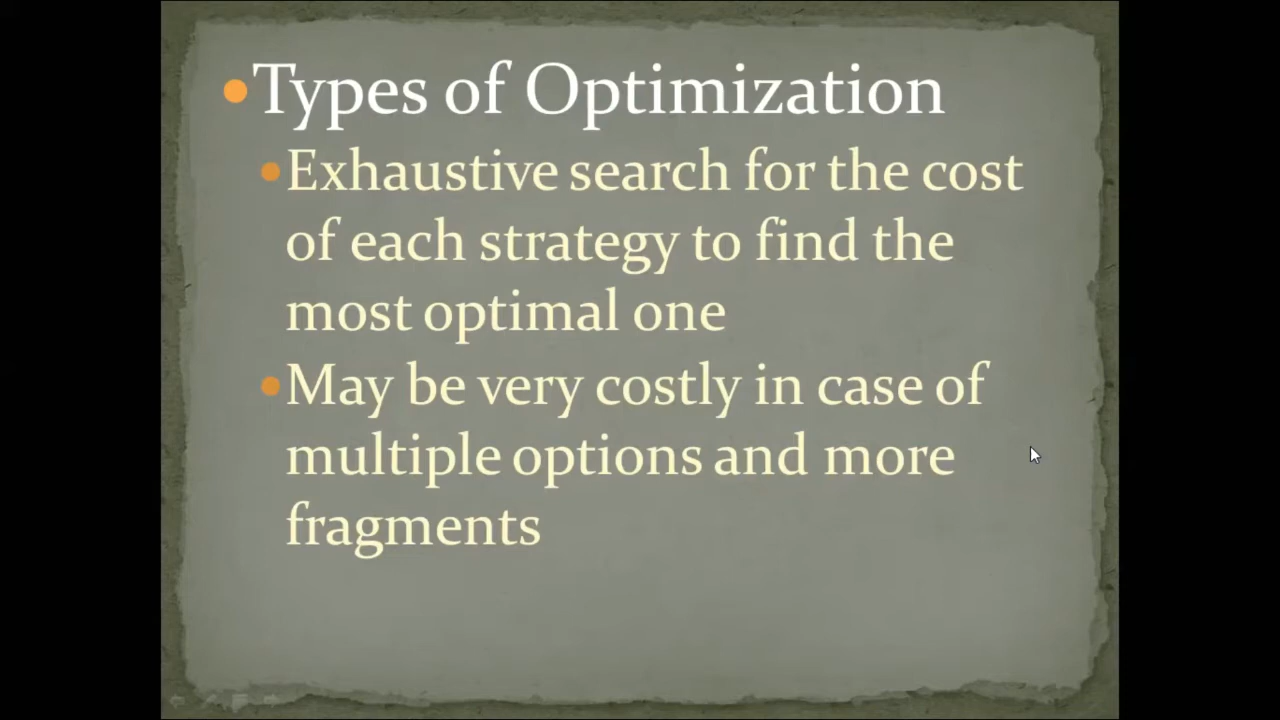 •Types of Optimization
•Exhaustive search for the cost
of each strategy to find the
most optimal one
•May be very costly in case of
multiple options and more
fragments